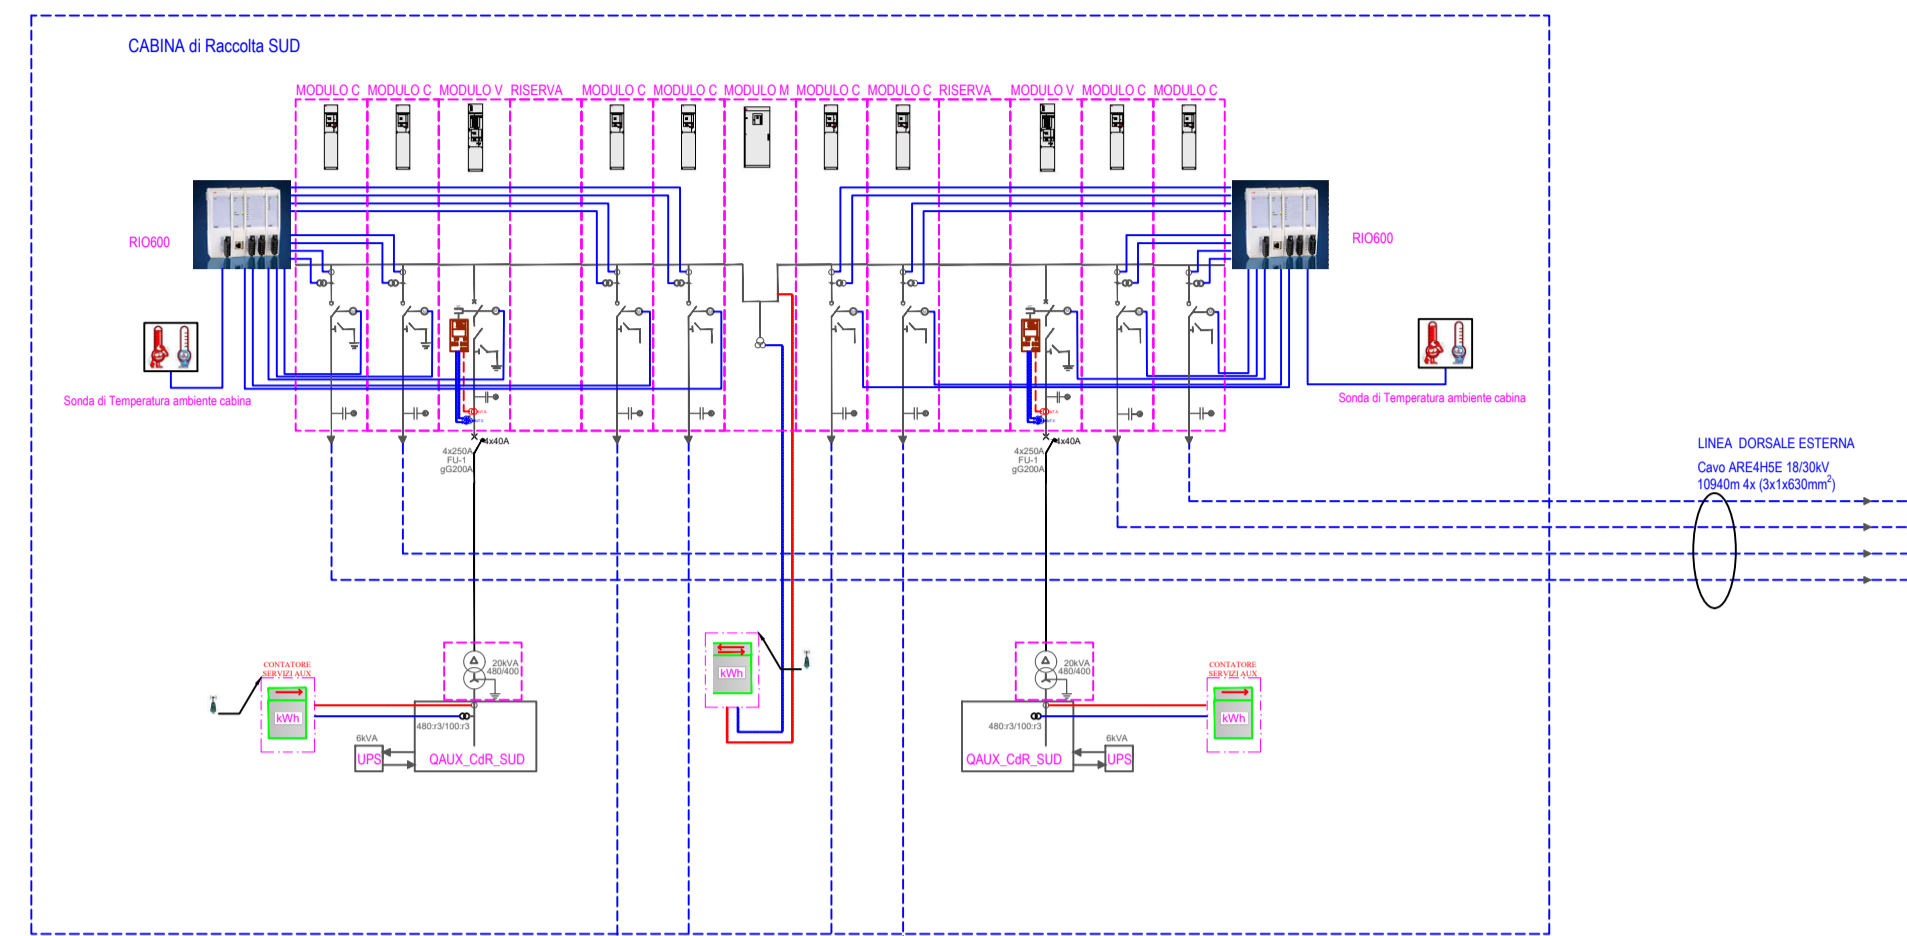 CABINA di Raccolta SUD
MODULO C MODULO C MODULO V RISERVA MODULO C MODULO C MODULO M MODULO C MODULO C RISERVA MODULO V MODULO C MODULO C
RIO600
RIO600
Sonda di Temperatura ambiente cabina
Sonda di Temperatura ambiente cabina
4x40A
4x250A
FU-1
gG200A
4x40A
4x250A
FU-1
gG200A
LINEA DORSALE ESTERNA
Cavo ARE4H5E 18/30kV
10940m 4x (3x1x630mm²)
CONTATORE
SERVIZI AUX
kWh
20kVA
480/400
480:r3/100:r3
6kVA
UPS
QAUX_CdR_SUD
kWh
20kVA
480/400
480:r3/100:r3
QAUX_CdR_SUD
6kVA
UPS
CONTATORE
SERVIZI AUX
kWh